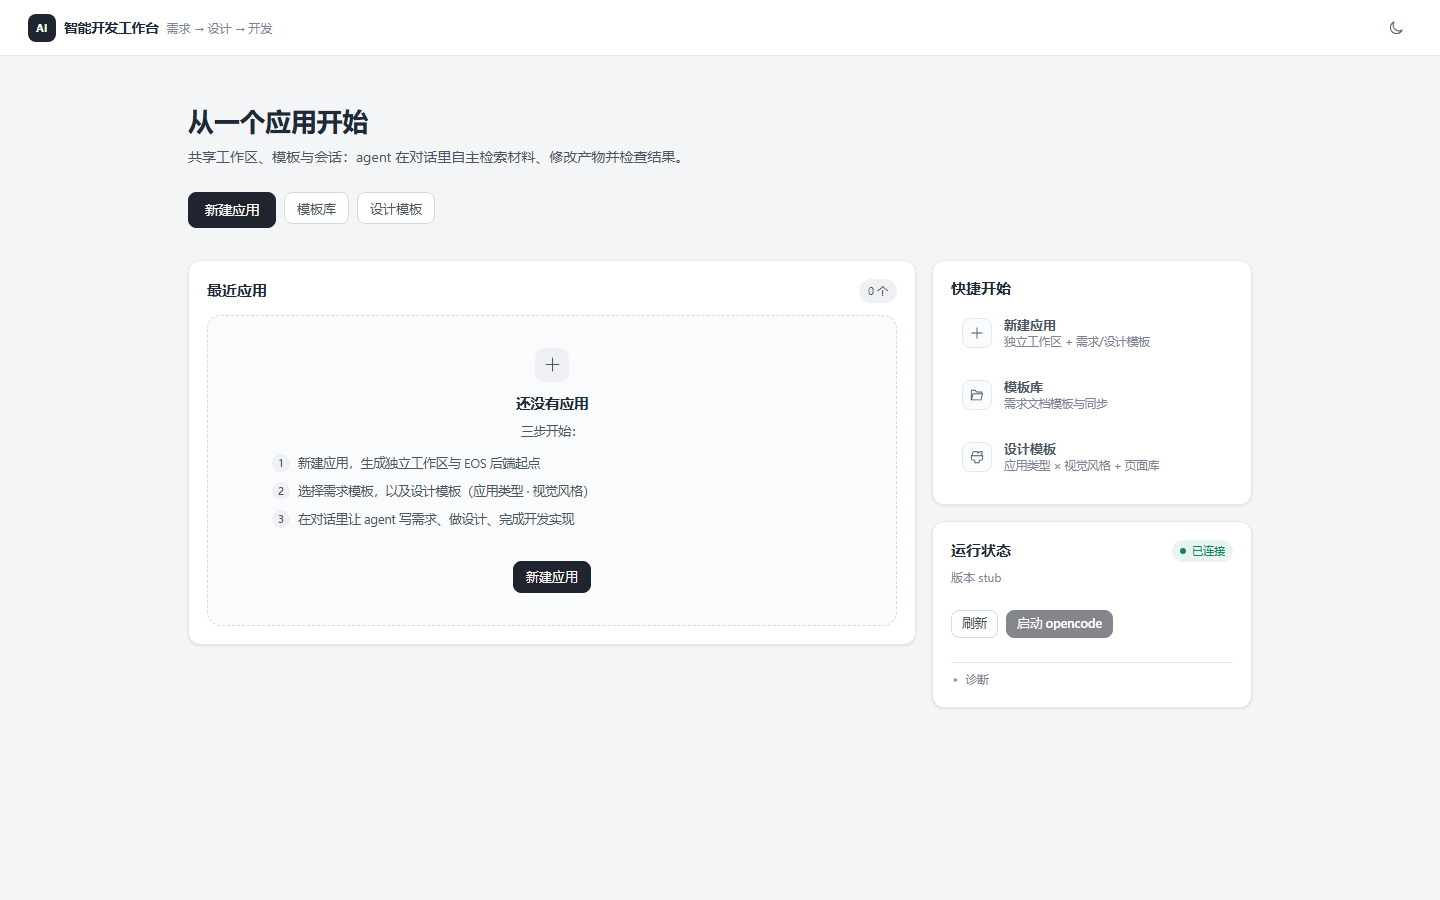 AI 智能开发工作台 需求 → 设计 → 开发
从一个应用开始
共享工作区、模板与会话：agent 在对话里自主检索材料、修改产物并检查结果。
新建应用 模板库 设计模板
最近应用 0 个
还没有应用
三步开始：
1 新建应用，生成独立工作区与 EOS 后端起点
2 选择需求模板，以及设计模板（应用类型 · 视觉风格）
3 在对话里让 agent 写需求、做设计、完成开发实现
新建应用
快捷开始
新建应用
独立工作区 + 需求/设计模板
模板库
需求文档模板与同步
设计模板
应用类型 × 视觉风格 + 页面库
运行状态 已连接
版本 stub
刷新 启动 opencode
诊断